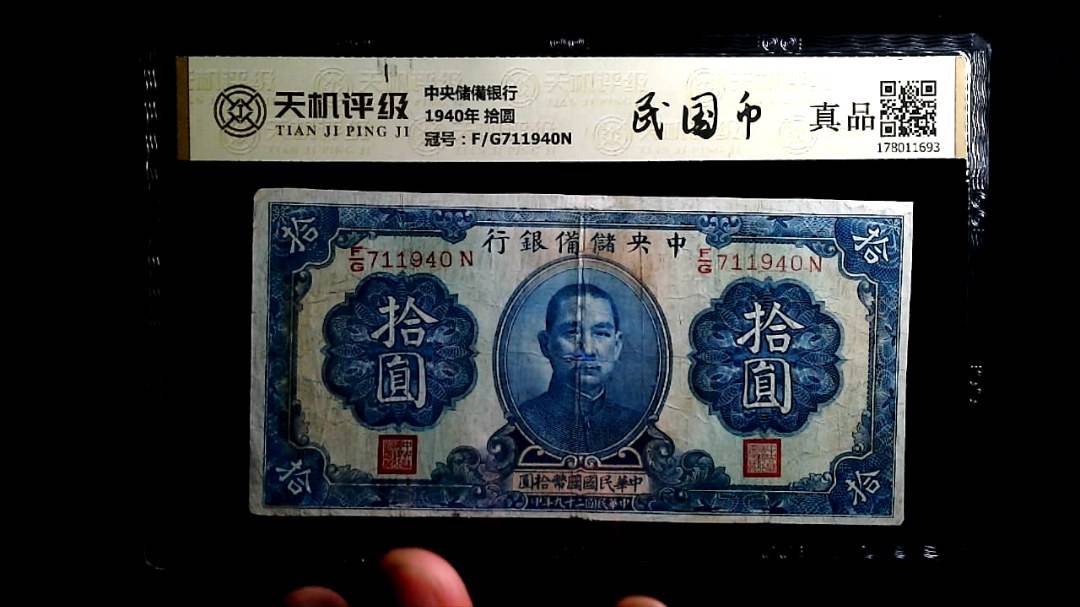 天机评级
TIAN JI PING JI
中央储備银行
1940年 拾圆
冠号：F/G711940N
民国币
真品
178011693
拾
拾
行銀備儲央中
F/G 711940 N
F/G 711940 N
拾圓
拾圓
圓拾幣國國民華中
印年九十二國民華中
拾
拾